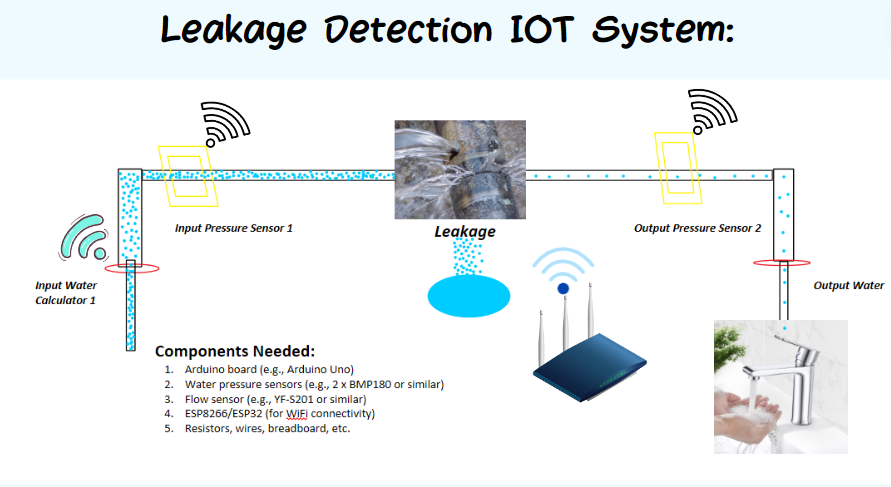 Leakage Detection IOT System:
Input Pressure Sensor 1
Leakage
Output Pressure Sensor 2
Input Water
Calculator 1
Output Water
Components Needed:
1. Arduino board (e.g., Arduino Uno)
2. Water pressure sensors (e.g., 2 x BMP180 or similar)
3. Flow sensor (e.g., YF-S201 or similar)
4. ESP8266/ESP32 (for WiFi connectivity)
5. Resistors, wires, breadboard, etc.